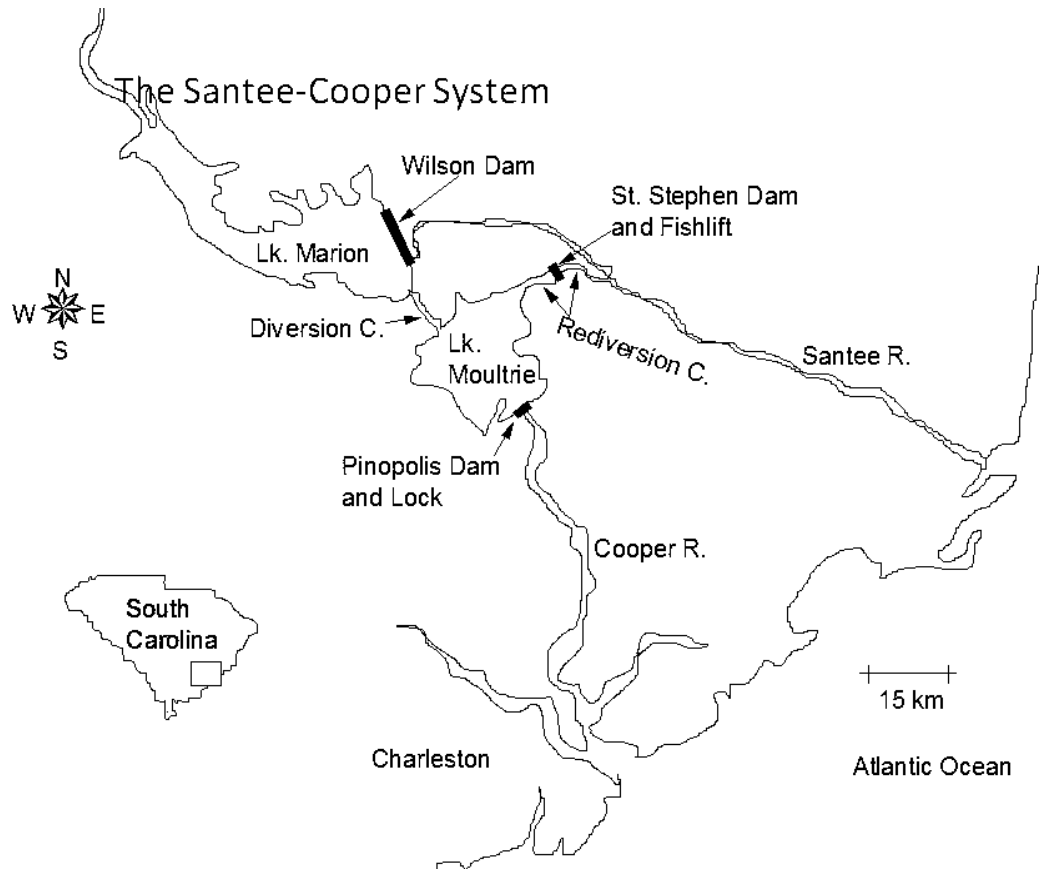 The Santee-Cooper System
Wilson Dam
St. Stephen Dam
and Fishlift
Lk. Marion
N
W E
S
Diversion C.
Lk.
Moultrie
Rediversion C.
Santee R.
Pinopolis Dam
and Lock
Cooper R.
South
Carolina
15 km
Charleston
Atlantic Ocean